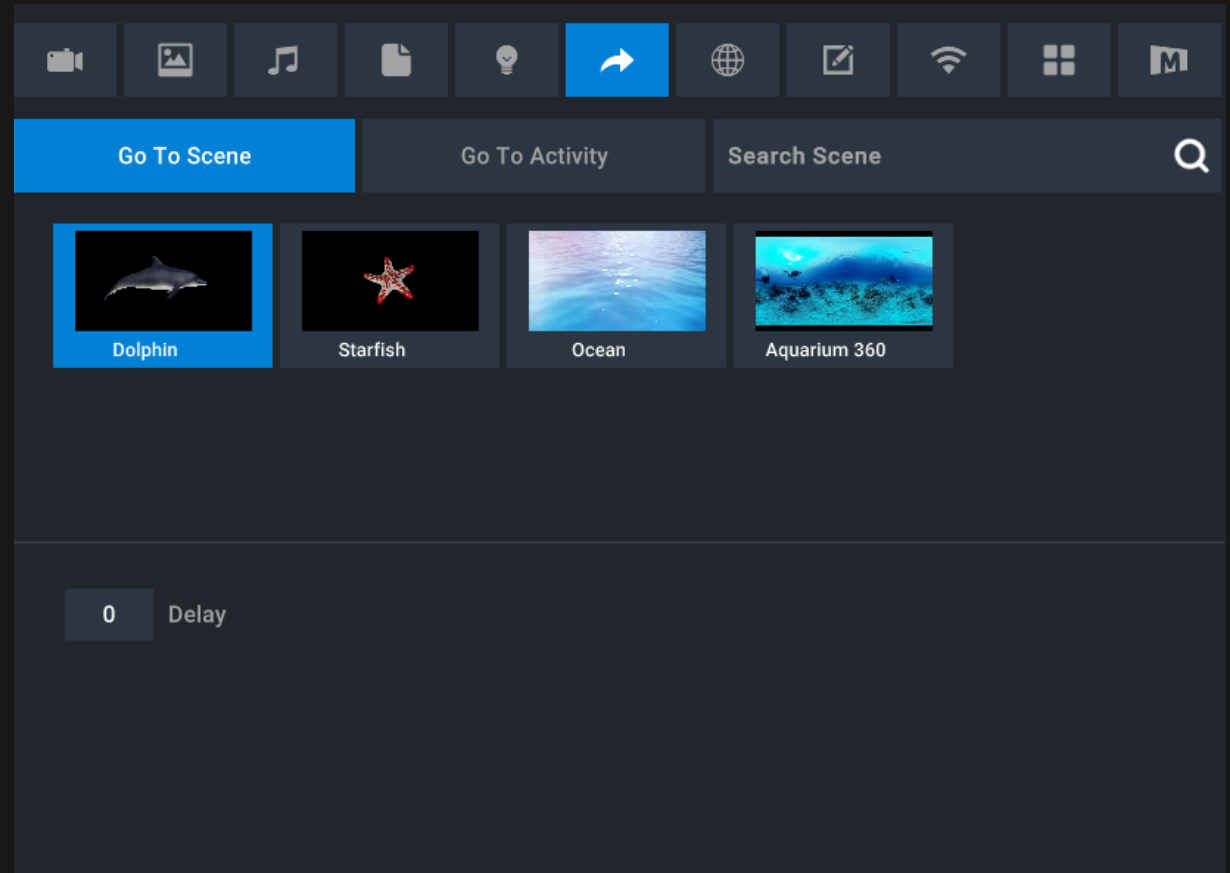 M
Go To Scene
Go To Activity
Search Scene
Dolphin
Starfish
Ocean
Aquarium 360
0 Delay